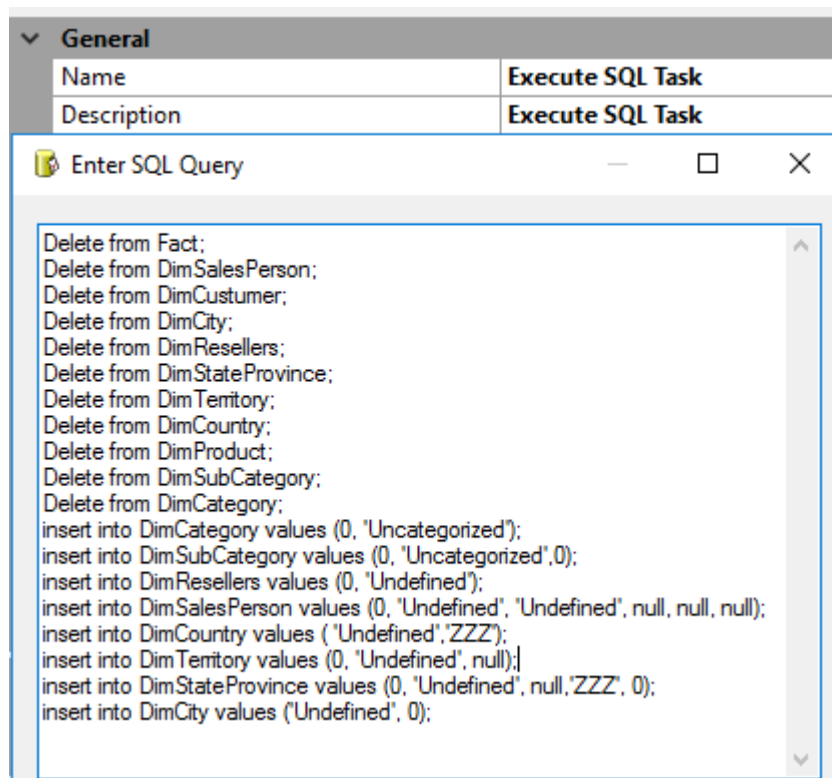 General
Name Execute SQL Task
Description Execute SQL Task
Enter SQL Query
Delete from Fact;
Delete from DimSalesPerson;
Delete from DimCustumer;
Delete from DimCity;
Delete from DimResellers;
Delete from DimStateProvince;
Delete from DimTerritory;
Delete from DimCountry;
Delete from DimProduct;
Delete from DimSubCategory;
Delete from DimCategory;
insert into DimCategory values (0, 'Uncategorized');
insert into DimSubCategory values (0, 'Uncategorized',0);
insert into DimResellers values (0, 'Undefined');
insert into DimSalesPerson values (0, 'Undefined', 'Undefined', null, null, null);
insert into DimCountry values ( 'Undefined','ZZZ');
insert into DimTerritory values (0, 'Undefined', null);
insert into DimStateProvince values (0, 'Undefined', null,'ZZZ', 0);
insert into DimCity values ('Undefined', 0);